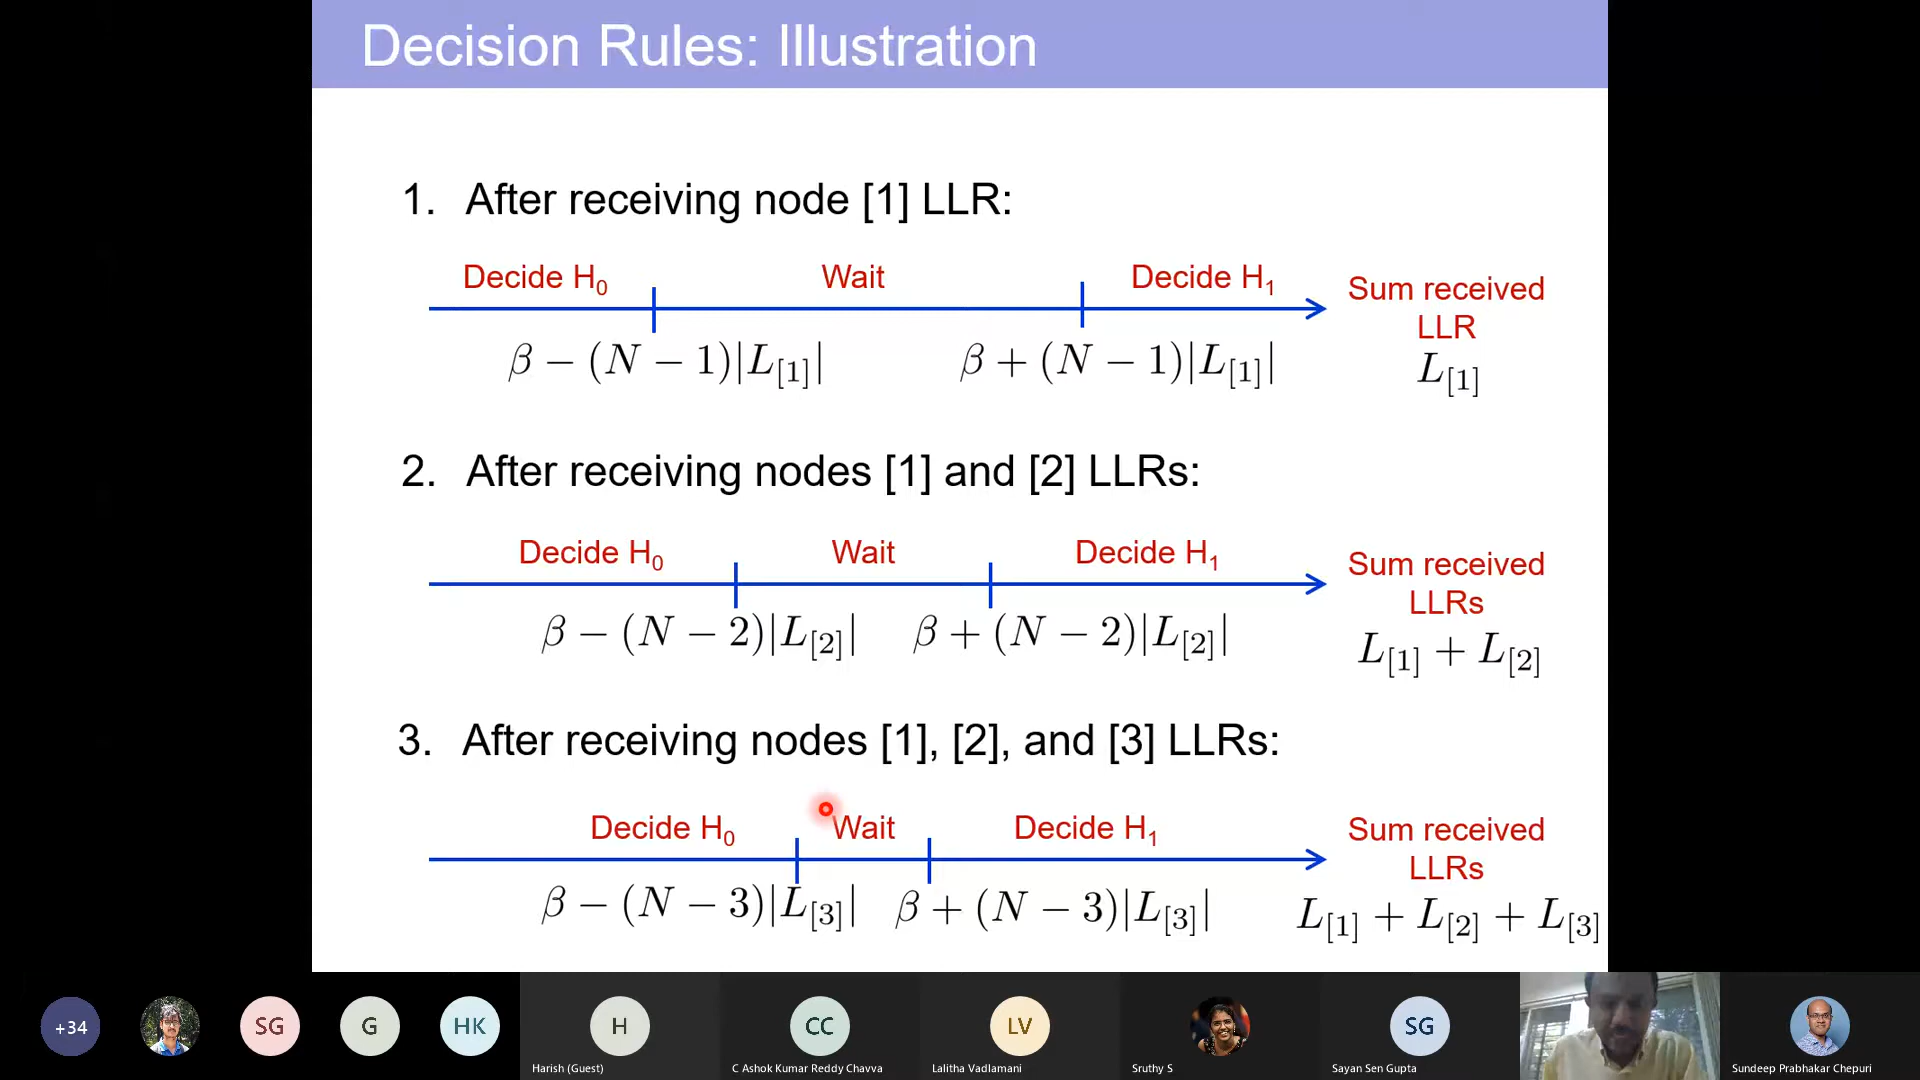 Decision Rules: Illustration
1. After receiving node [1] LLR:
Decide H₀ Wait Decide H₁
Sum received
LLR
β − (N − 1)|L[1]| β + (N − 1)|L[1]|
L[1]
2. After receiving nodes [1] and [2] LLRs:
Decide H₀ Wait Decide H₁
Sum received
LLRs
β − (N − 2)|L[2]| β + (N − 2)|L[2]|
L[1] + L[2]
3. After receiving nodes [1], [2], and [3] LLRs:
Decide H₀ Wait Decide H₁
Sum received
LLRs
β − (N − 3)|L[3]| β + (N − 3)|L[3]|
L[1] + L[2] + L[3]
+34 SG G HK H CC LV SG
Harish (Guest) C Ashok Kumar Reddy Chavva Lalitha Vadlamani Sruthy S Sayan Sen Gupta Sundeep Prabhakar Chepuri